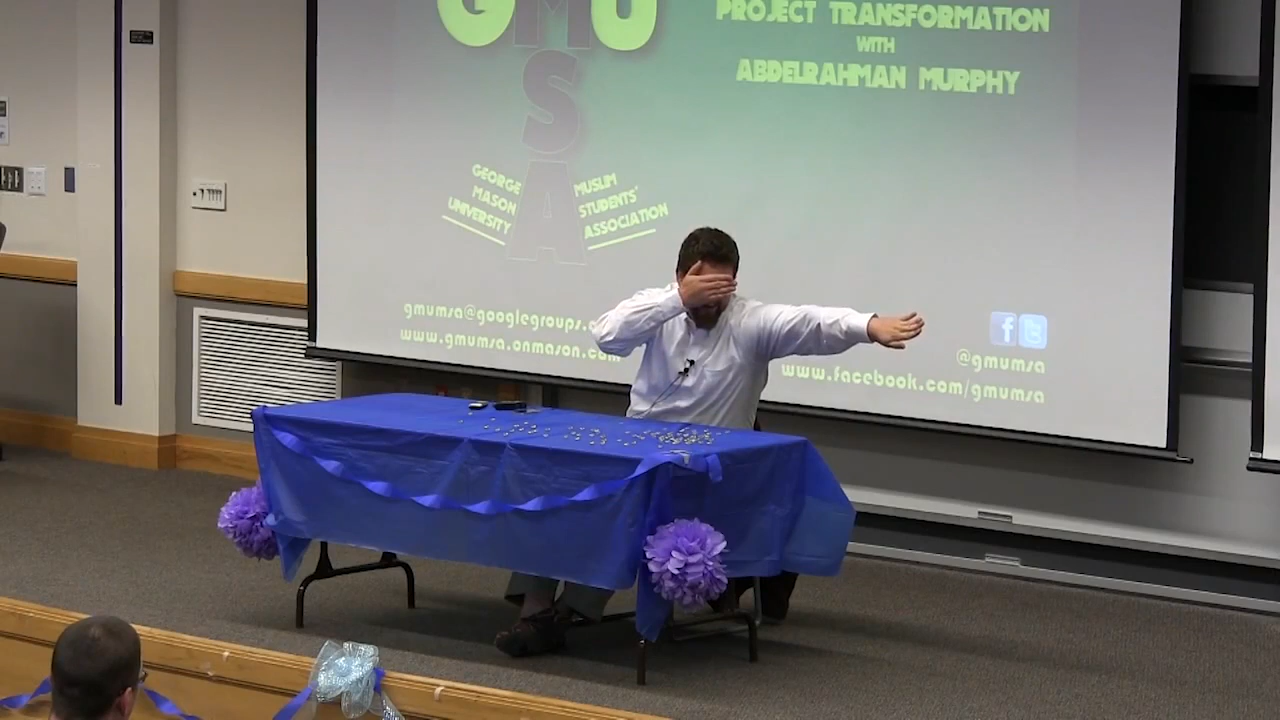 GMU
S
A
GEORGE
MASON
UNIVERSITY
MUSLIM
STUDENTS'
ASSOCIATION
PROJECT TRANSFORMATION
WITH
ABDELRAHMAN MURPHY
gmumsa@googlegroups.
www.gmumsa.onmason.com
f t
@gmumsa
www.facebook.com/gmumsa